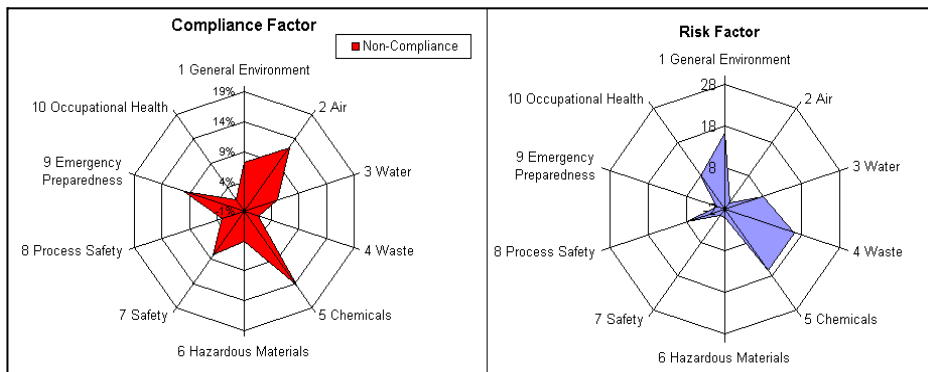 Compliance Factor
Non-Compliance
1 General Environment
19%
14%
9%
4%
-1%
2 Air
3 Water
4 Waste
5 Chemicals
6 Hazardous Materials
7 Safety
8 Process Safety
9 Emergency
Preparedness
10 Occupational Health
Risk Factor
1 General Environment
28
18
8
2 Air
3 Water
4 Waste
5 Chemicals
6 Hazardous Materials
7 Safety
8 Process Safety
9 Emergency
Preparedness
10 Occupational Health